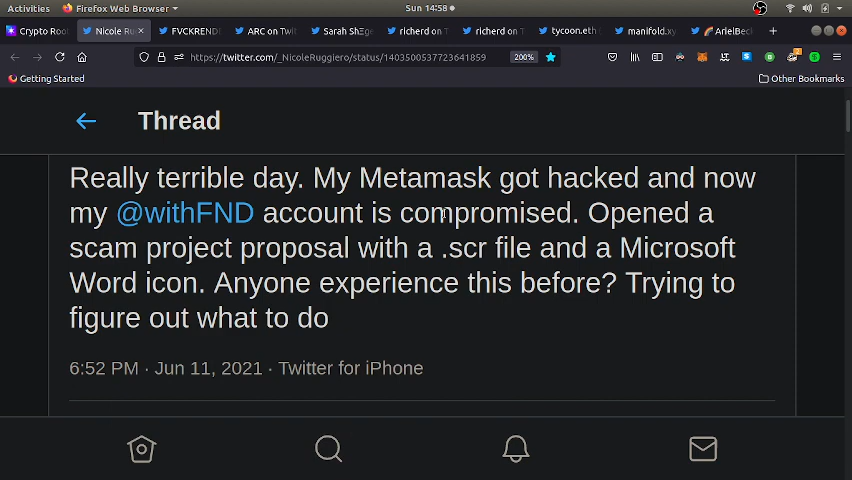 Activities FireFox Web Browser Sun 14:58
Crypto Root Nicole Ru FVCKREND ARC on Twit Sarah ShΞ richerd on T richerd on T tycoon.eth manifold.xy ArielBec
https://twitter.com/_NicoleRuggiero/status/1403500537723641859 200%
Getting Started Other Bookmarks
Thread
Really terrible day. My Metamask got hacked and now
my @withFND account is compromised. Opened a
scam project proposal with a .scr file and a Microsoft
Word icon. Anyone experience this before? Trying to
figure out what to do
6:52 PM · Jun 11, 2021 · Twitter for iPhone